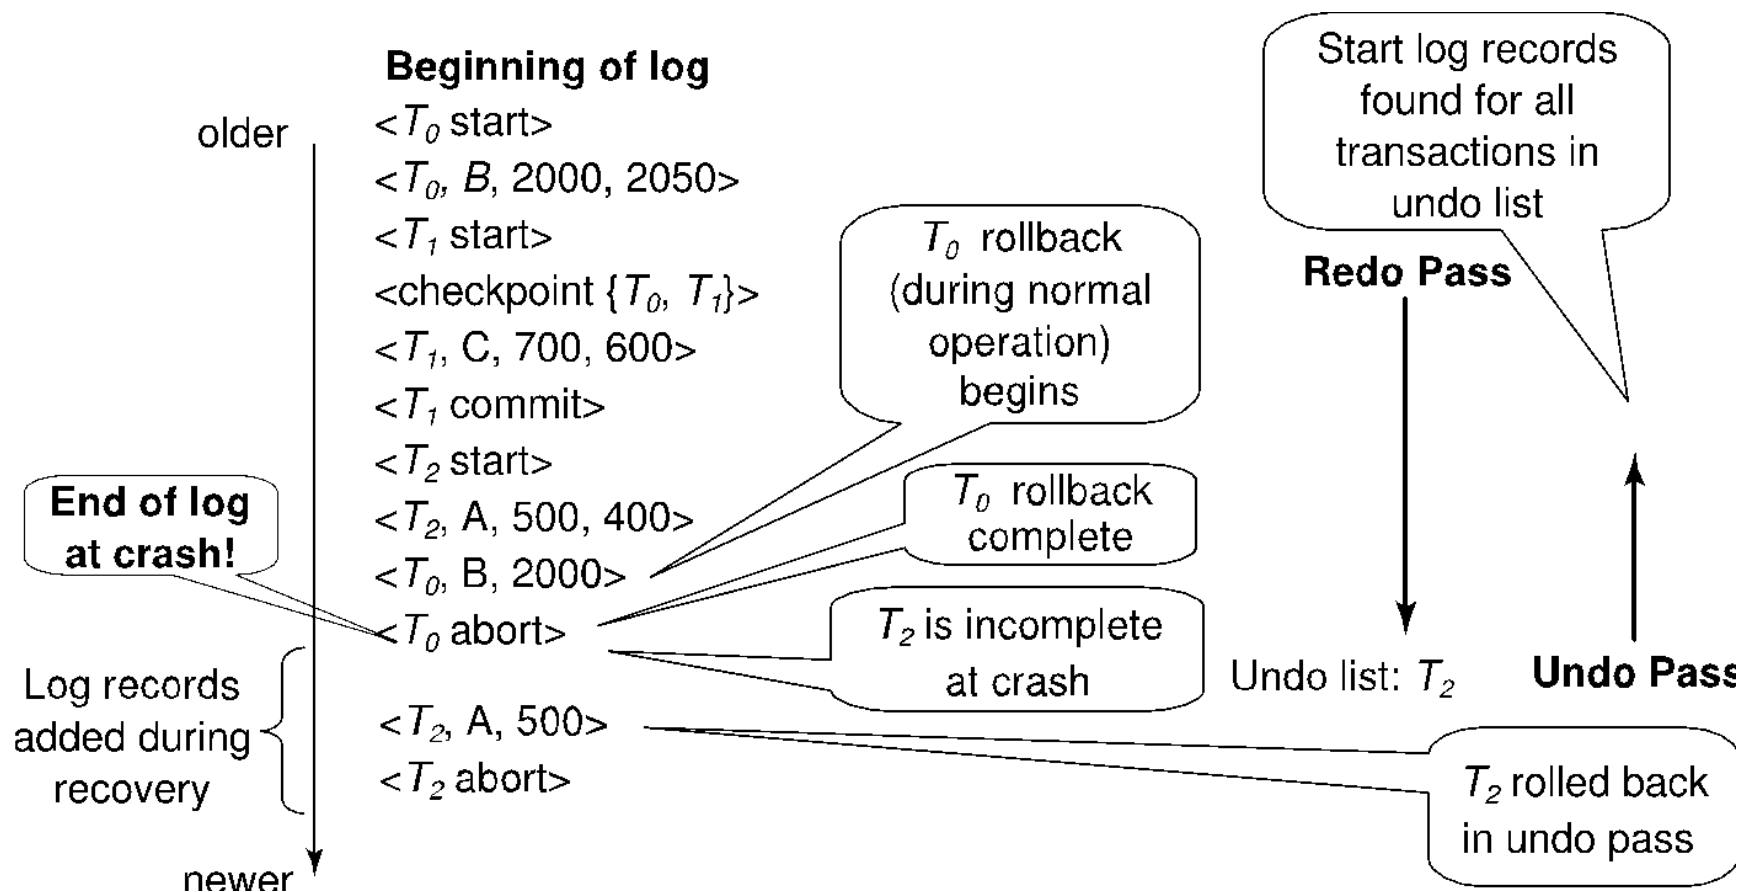 Beginning of log
older
<T₀ start>
<T₀, B, 2000, 2050>
<T₁ start>
<checkpoint {T₀, T₁}>
<T₁, C, 700, 600>
<T₁ commit>
<T₂ start>
<T₂, A, 500, 400>
<T₀, B, 2000>
<T₀ abort>
<T₂, A, 500>
<T₂ abort>
newer
End of log
at crash!
Log records
added during
recovery
T₀ rollback
(during normal
operation)
begins
T₀ rollback
complete
T₂ is incomplete
at crash
Start log records
found for all
transactions in
undo list
Redo Pass
Undo list: T₂
Undo Pass
T₂ rolled back
in undo pass